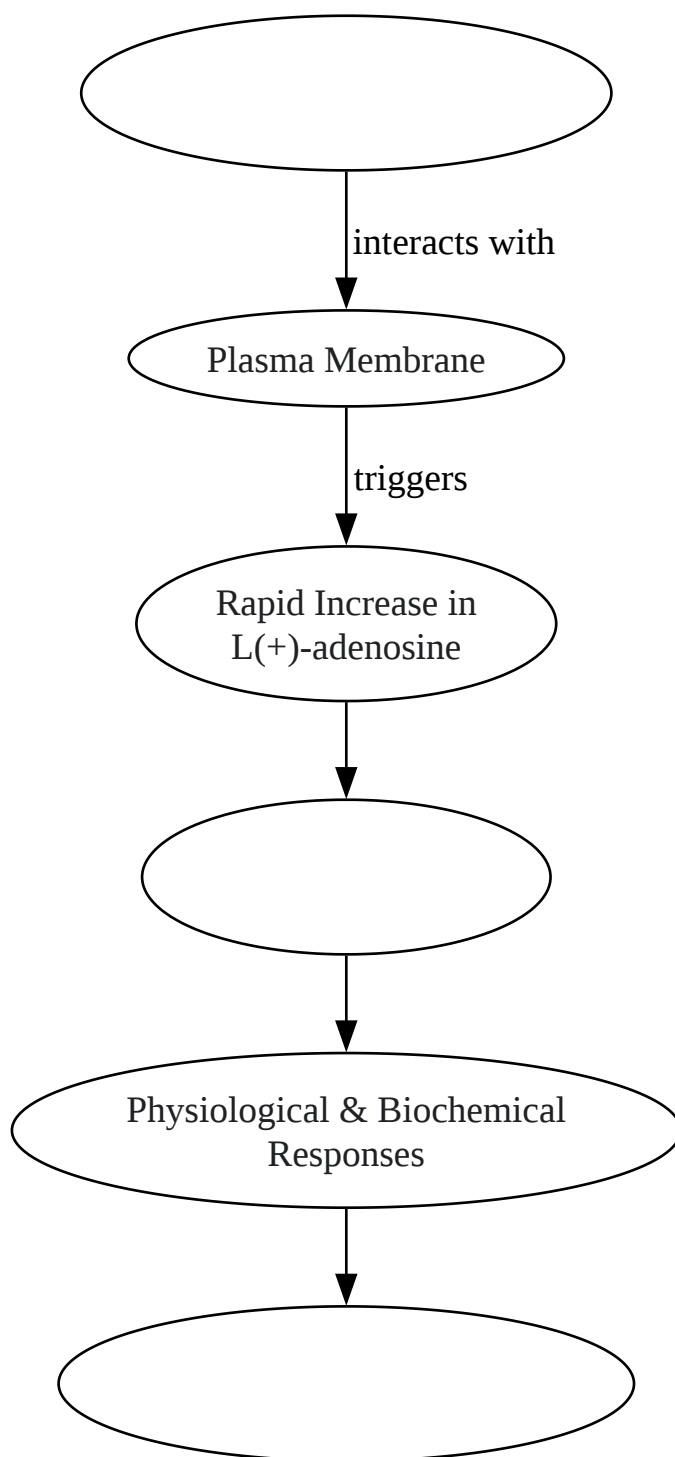 interacts with
Plasma Membrane
triggers
Rapid Increase in
L(+)-adenosine
Physiological & Biochemical
Responses